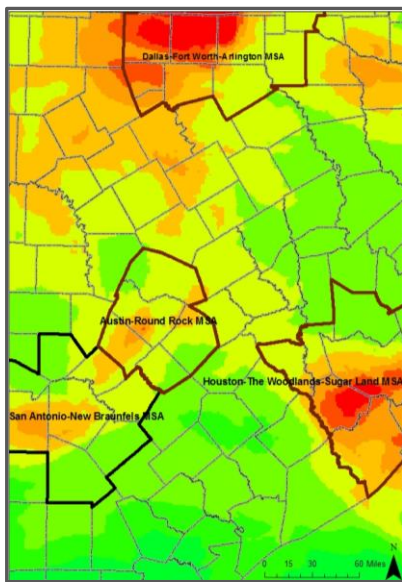 Dallas-Fort Worth-Arlington MSA
Austin-Round Rock MSA
Houston-The Woodlands-Sugar Land MSA
San Antonio-New Braunfels MSA
N
0 15 30 60 Miles